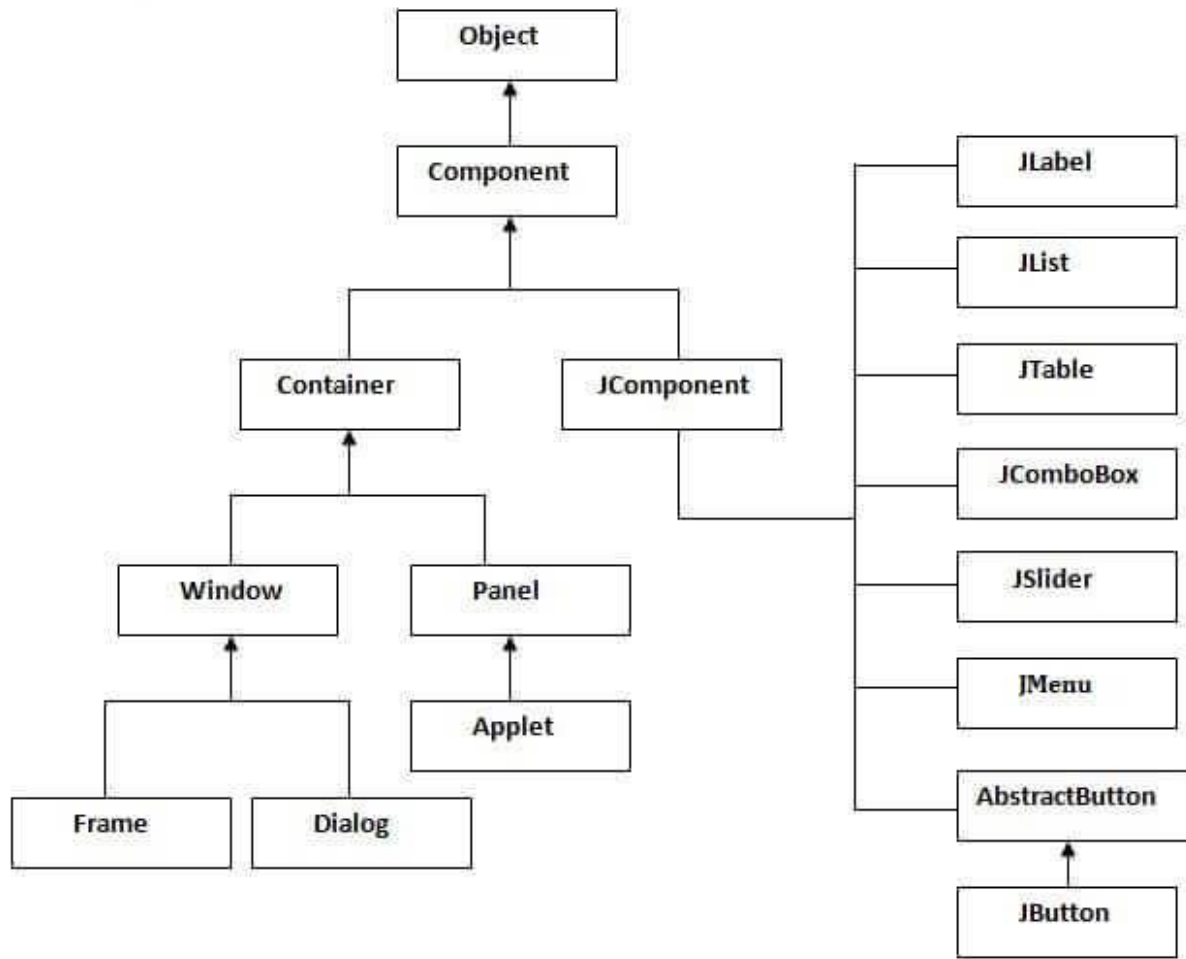 Object
Component
Container
JComponent
Window
Panel
Applet
Frame
Dialog
JLabel
JList
JTable
JComboBox
JSlider
JMenu
AbstractButton
JButton